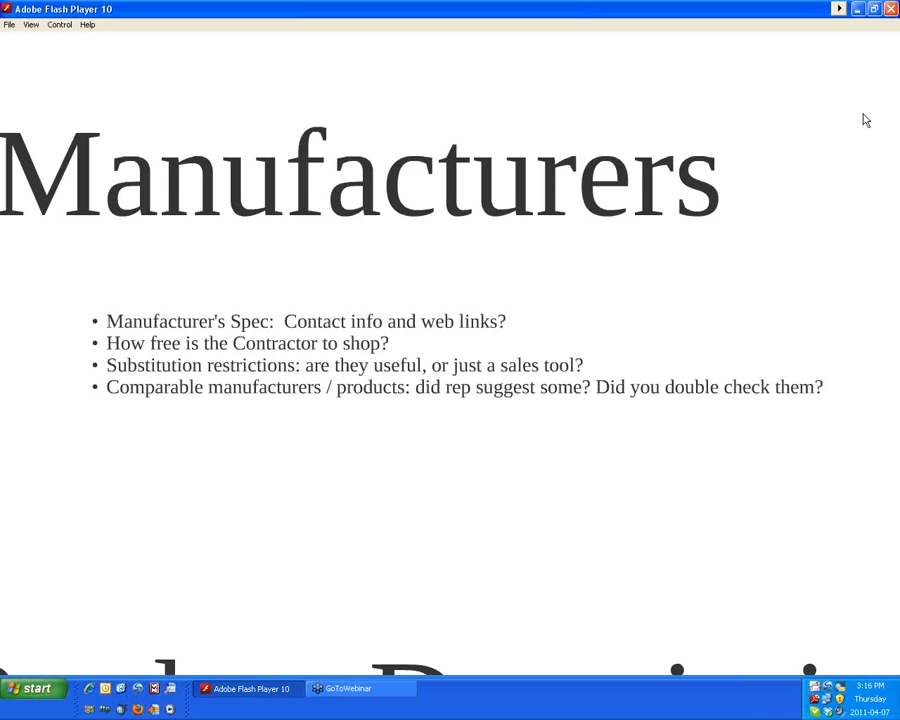 Adobe Flash Player 10
File View Control Help
Manufacturers
• Manufacturer's Spec:  Contact info and web links?
• How free is the Contractor to shop?
• Substitution restrictions: are they useful, or just a sales tool?
• Comparable manufacturers / products: did rep suggest some? Did you double check them?
start
Adobe Flash Player 10
GoToWebinar
3:16 PM
Thursday
2011-04-07